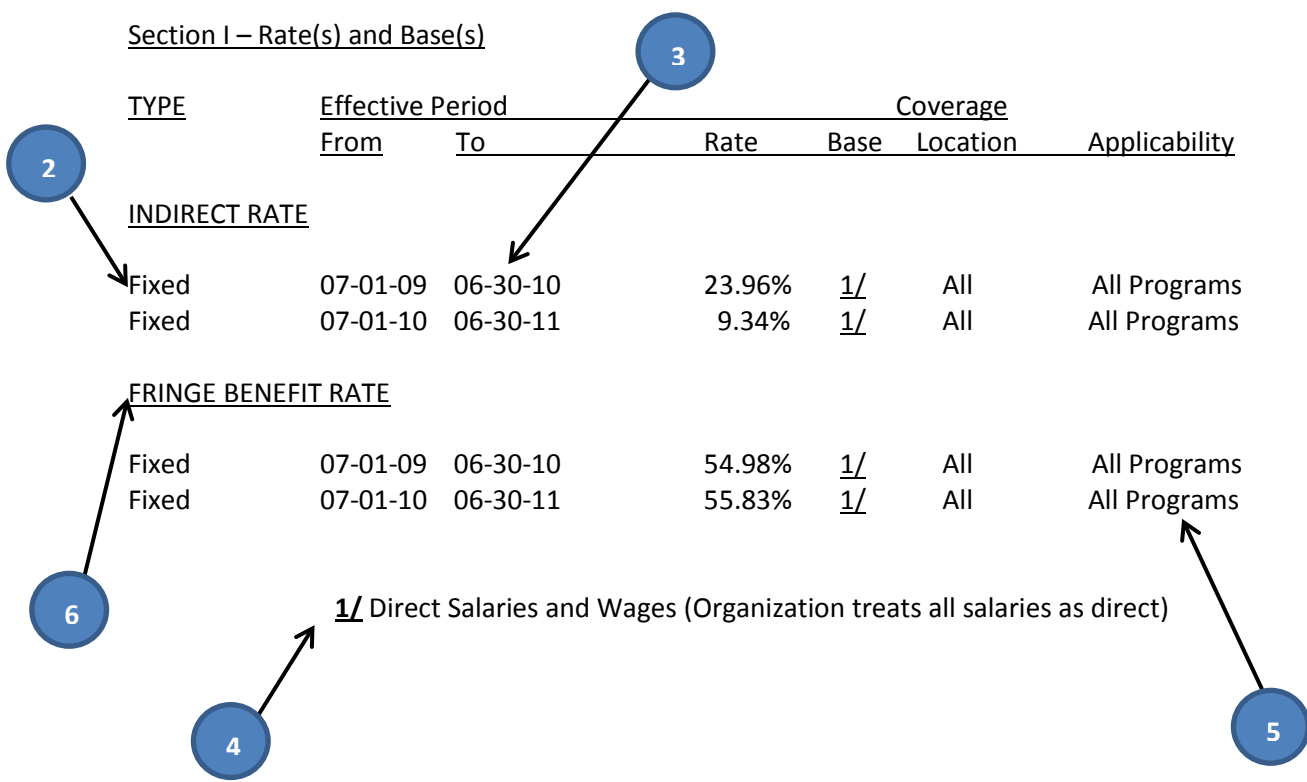 Section I – Rate(s) and Base(s)
3
TYPE Effective Period Coverage
From To Rate Base Location Applicability
2
INDIRECT RATE
Fixed 07-01-09 06-30-10 23.96% 1/ All All Programs
Fixed 07-01-10 06-30-11 9.34% 1/ All All Programs
FRINGE BENEFIT RATE
Fixed 07-01-09 06-30-10 54.98% 1/ All All Programs
Fixed 07-01-10 06-30-11 55.83% 1/ All All Programs
6
1/ Direct Salaries and Wages (Organization treats all salaries as direct)
4
5